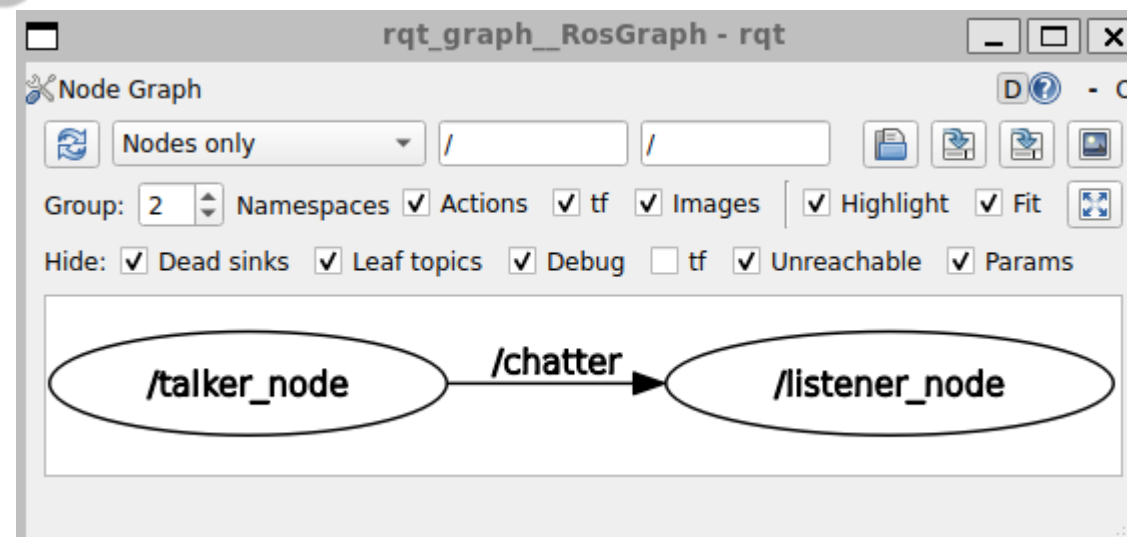 rqt_graph__RosGraph - rqt
Node Graph D ? -
Nodes only / /
Group: 2 Namespaces Actions tf Images Highlight Fit
Hide: Dead sinks Leaf topics Debug tf Unreachable Params
/talker_node /chatter /listener_node